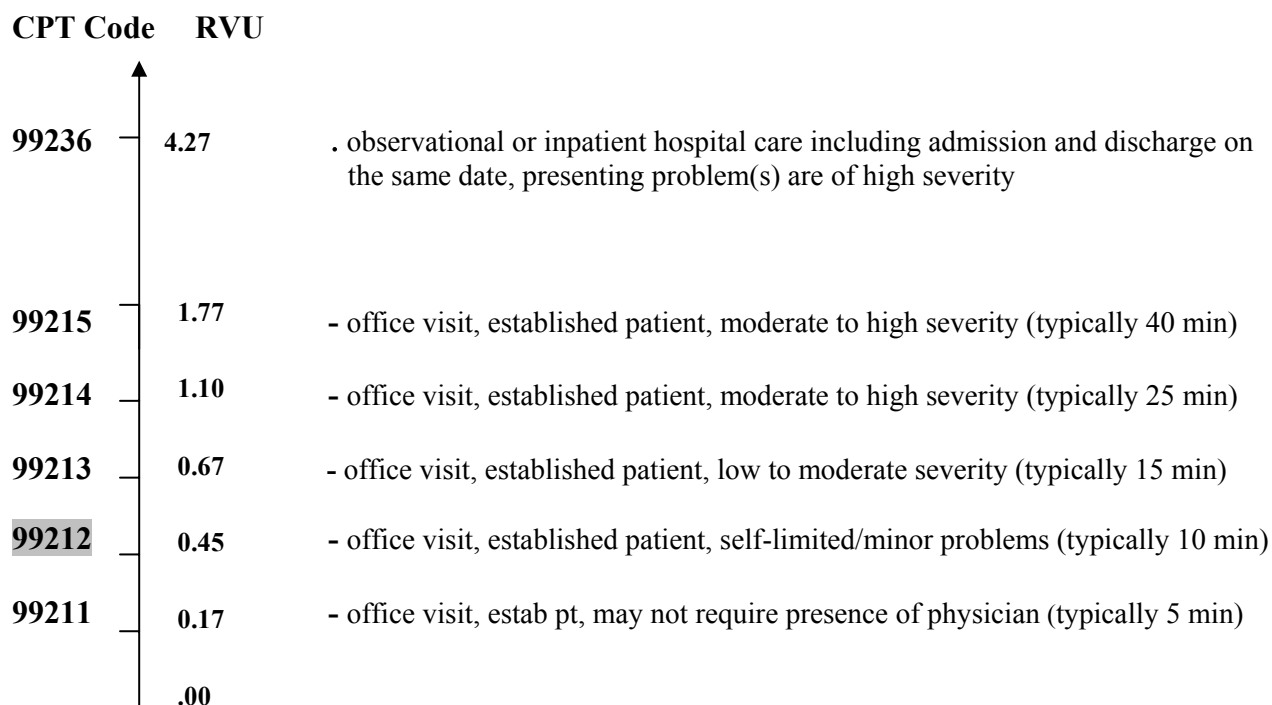 CPT Code RVU
99236 4.27 . observational or inpatient hospital care including admission and discharge on
the same date, presenting problem(s) are of high severity
99215 1.77 - office visit, established patient, moderate to high severity (typically 40 min)
99214 1.10 - office visit, established patient, moderate to high severity (typically 25 min)
99213 0.67 - office visit, established patient, low to moderate severity (typically 15 min)
99212 0.45 - office visit, established patient, self-limited/minor problems (typically 10 min)
99211 0.17 - office visit, estab pt, may not require presence of physician (typically 5 min)
.00